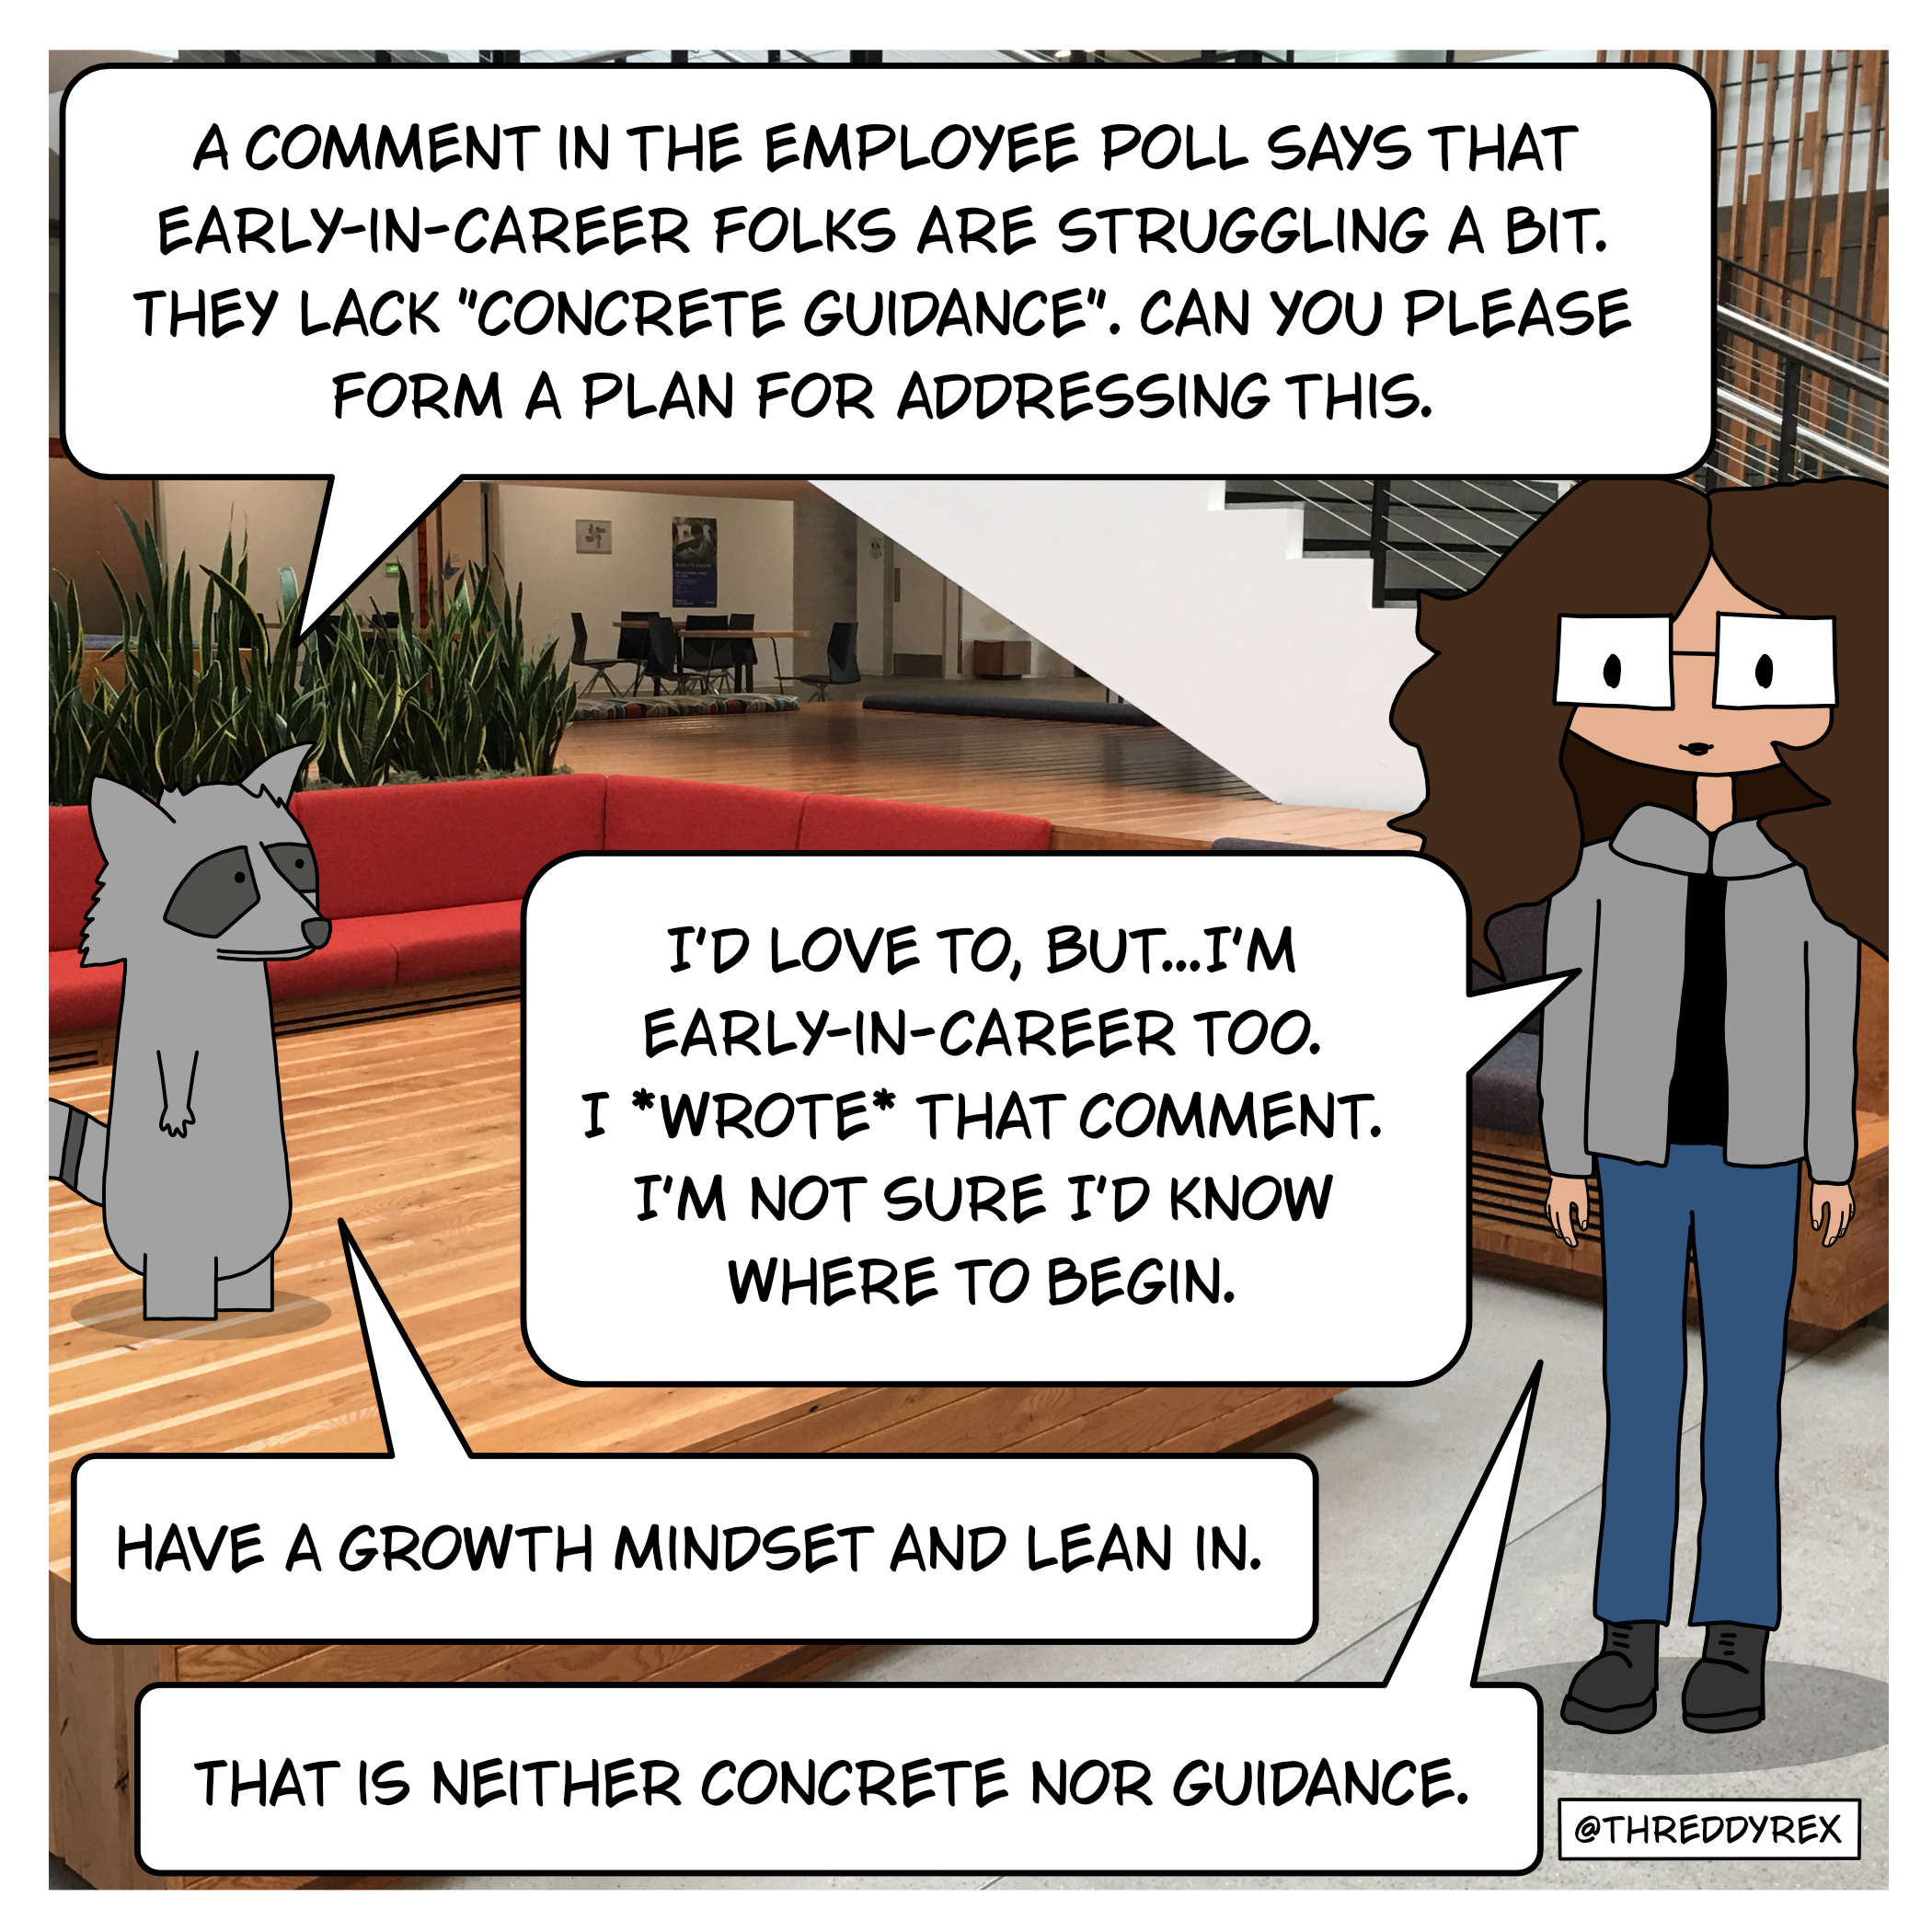 A COMMENT IN THE EMPLOYEE POLL SAYS THAT
EARLY-IN-CAREER FOLKS ARE STRUGGLING A BIT.
THEY LACK "CONCRETE GUIDANCE". CAN YOU PLEASE
FORM A PLAN FOR ADDRESSING THIS.
I'D LOVE TO, BUT...I'M
EARLY-IN-CAREER TOO.
I *WROTE* THAT COMMENT.
I'M NOT SURE I'D KNOW
WHERE TO BEGIN.
HAVE A GROWTH MINDSET AND LEAN IN.
THAT IS NEITHER CONCRETE NOR GUIDANCE.
@THREDDYREX